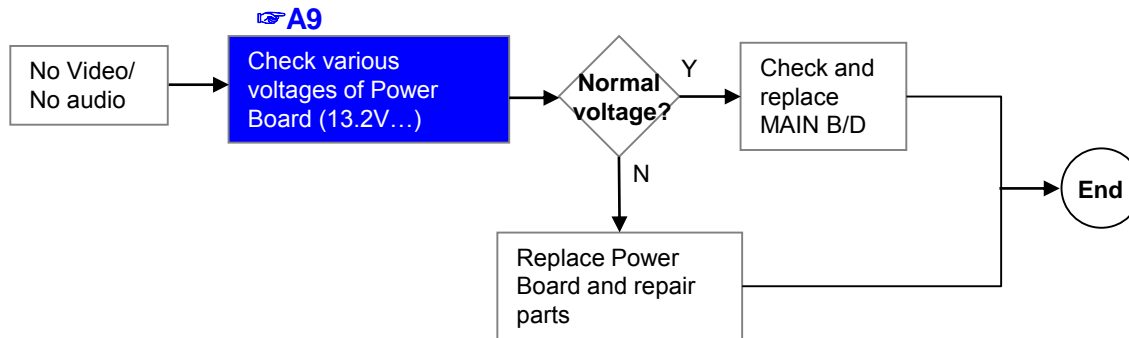 ☞A9
No Video/
No audio
Check various
voltages of Power
Board (13.2V…)
Normal
voltage?
Y
Check and
replace
MAIN B/D
N
Replace Power
Board and repair
parts
End